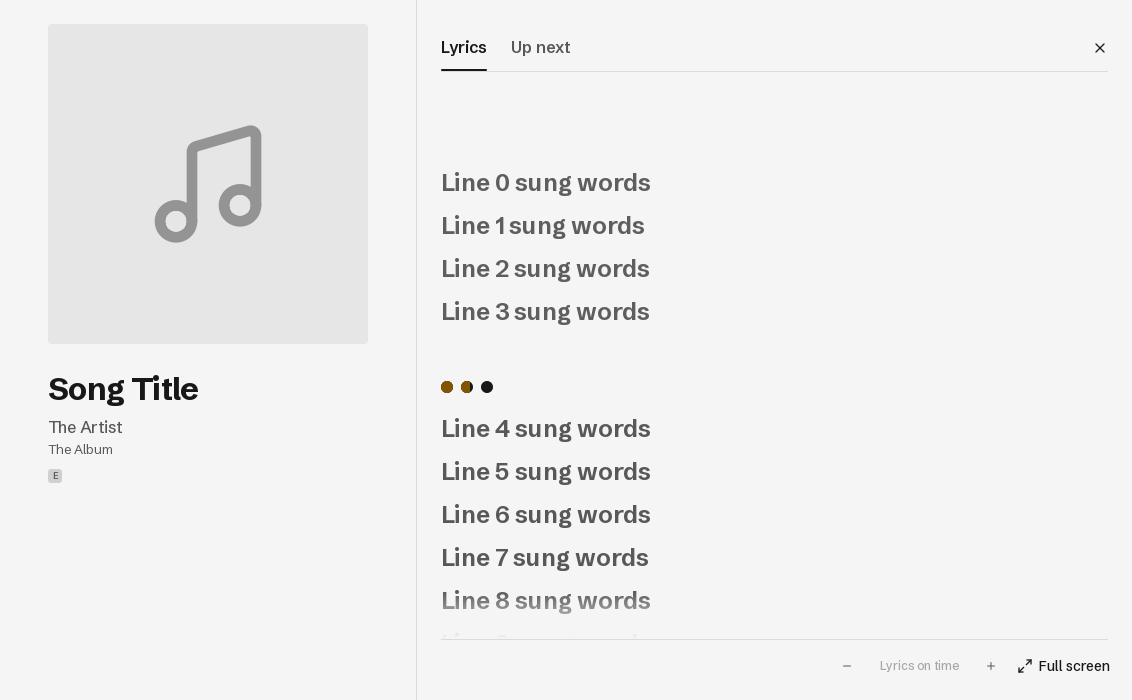 Song Title
The Artist
The Album
E
Lyrics
Up next
Line 0 sung words
Line 1 sung words
Line 2 sung words
Line 3 sung words
Line 4 sung words
Line 5 sung words
Line 6 sung words
Line 7 sung words
Line 8 sung words
Lyrics on time
Full screen